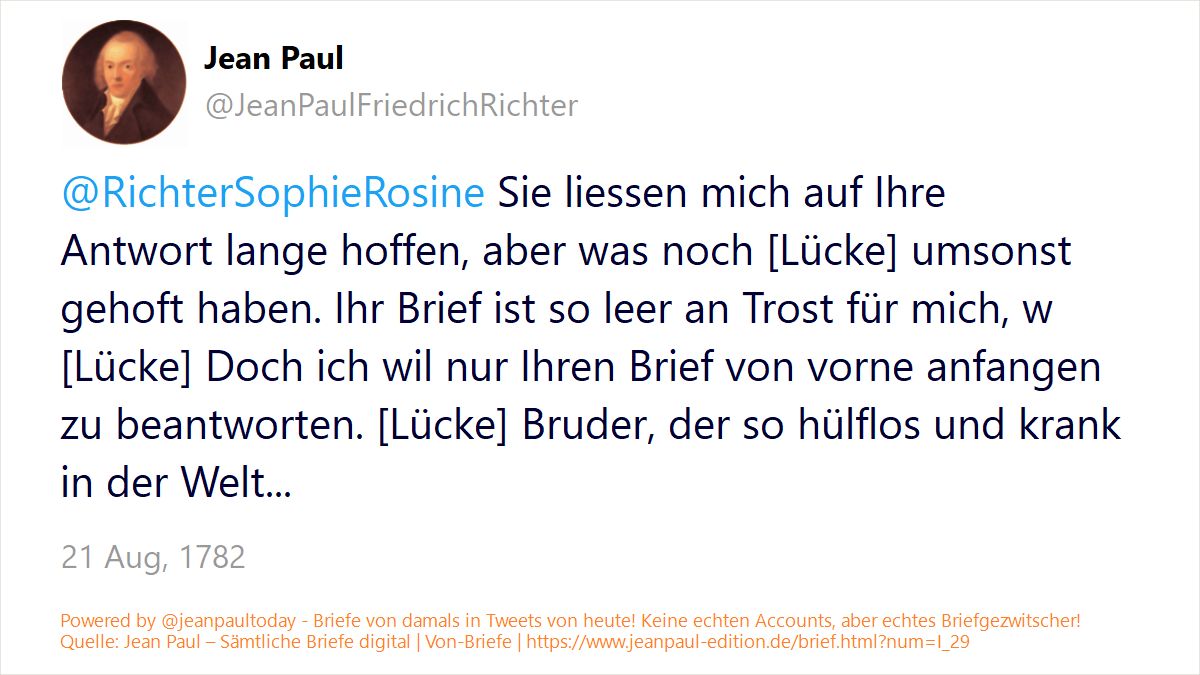 Jean Paul
@JeanPaulFriedrichRichter
@RichterSophieRosine Sie liessen mich auf Ihre
Antwort lange hoffen, aber was noch [Lücke] umsonst
gehoft haben. Ihr Brief ist so leer an Trost für mich, w
[Lücke] Doch ich wil nur Ihren Brief von vorne anfangen
zu beantworten. [Lücke] Bruder, der so hülflos und krank
in der Welt...
21 Aug, 1782
Powered by @jeanpaultoday - Briefe von damals in Tweets von heute! Keine echten Accounts, aber echtes Briefgezwitscher!
Quelle: Jean Paul – Sämtliche Briefe digital | Von-Briefe | https://www.jeanpaul-edition.de/brief.html?num=I_29